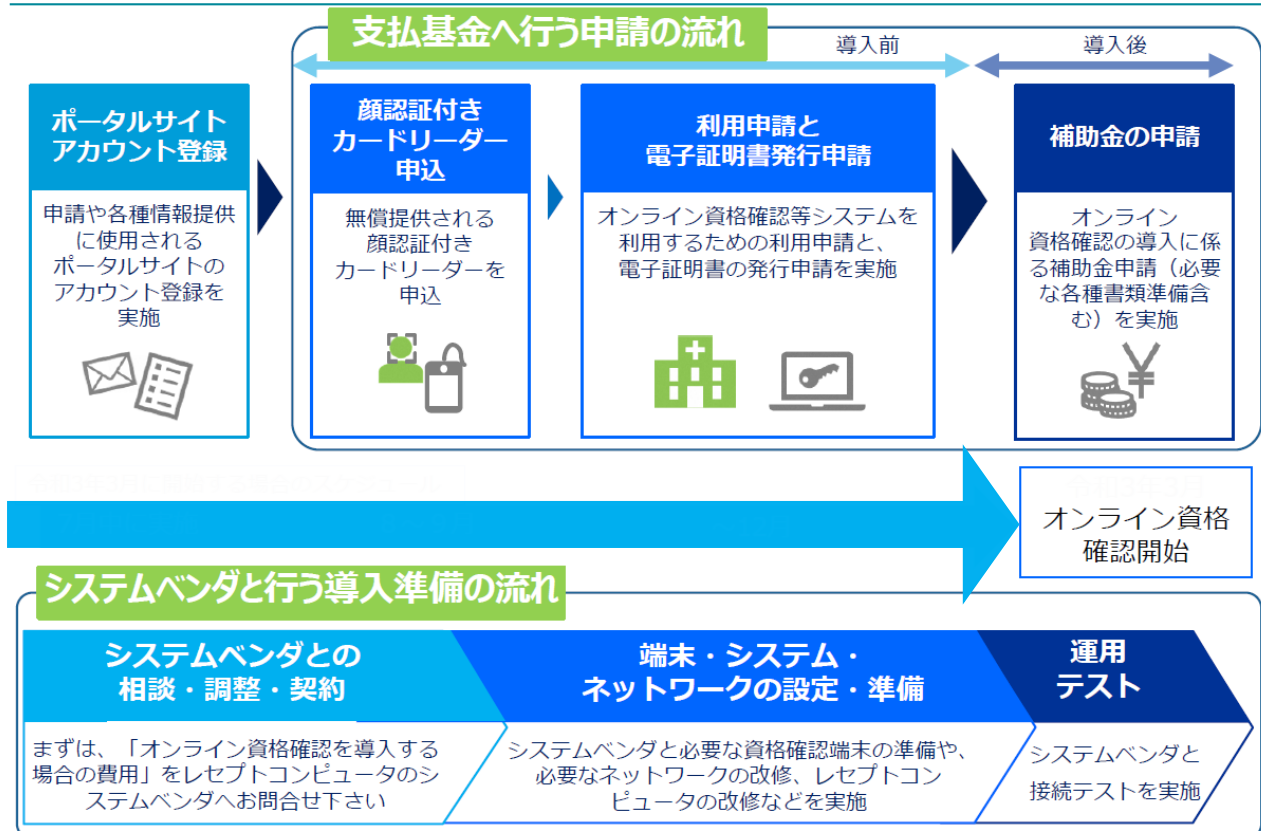 支払基金へ行う申請の流れ
導入前
導入後
ポータルサイト
アカウント登録
申請や各種情報提供
に使用される
ポータルサイトの
アカウント登録を
実施
顔認証付き
カードリーダー
申込
無償提供される
顔認証付き
カードリーダーを
申込
利用申請と
電子証明書発行申請
オンライン資格確認等システムを
利用するための利用申請と、
電子証明書の発行申請を実施
補助金の申請
オンライン
資格確認の導入に係
る補助金申請（必要
な各種書類準備含
む）を実施
¥
オンライン資格
確認開始
システムベンダと行う導入準備の流れ
システムベンダとの
相談・調整・契約
まずは、「オンライン資格確認を導入する
場合の費用」をレセプトコンピュータのシ
ステムベンダへお問合せ下さい
端末・システム・
ネットワークの設定・準備
システムベンダと必要な資格確認端末の準備や、
必要なネットワークの改修、レセプトコン
ピュータの改修などを実施
運用
テスト
システムベンダと
接続テストを実施